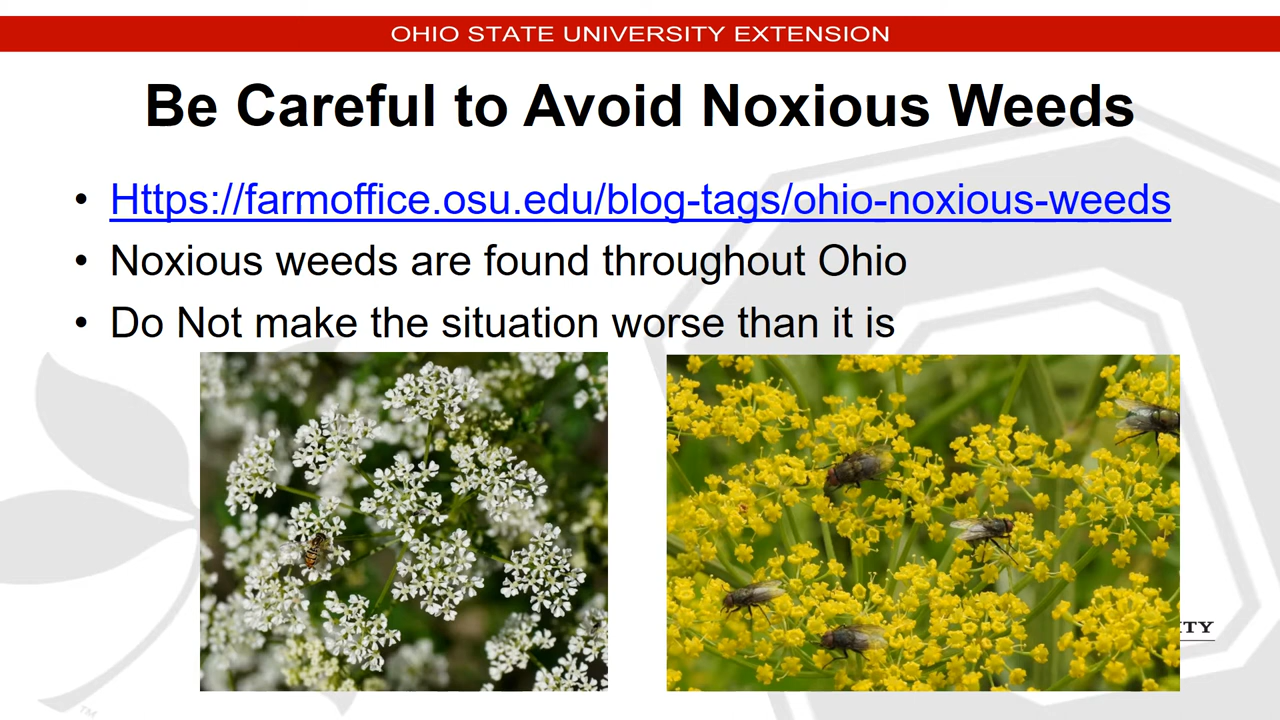 OHIO STATE UNIVERSITY EXTENSION
Be Careful to Avoid Noxious Weeds
• Https://farmoffice.osu.edu/blog-tags/ohio-noxious-weeds
• Noxious weeds are found throughout Ohio
• Do Not make the situation worse than it is
TM